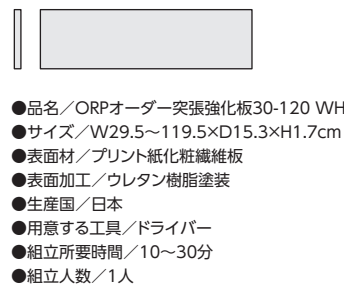 ●品名／ORPオーダー突張強化板30-120 WH
●サイズ／W29.5〜119.5×D15.3×H1.7cm
●表面材／プリント紙化粧繊維板
●表面加工／ウレタン樹脂塗装
●生産国／日本
●用意する工具／ドライバー
●組立所要時間／10〜30分
●組立人数／1人